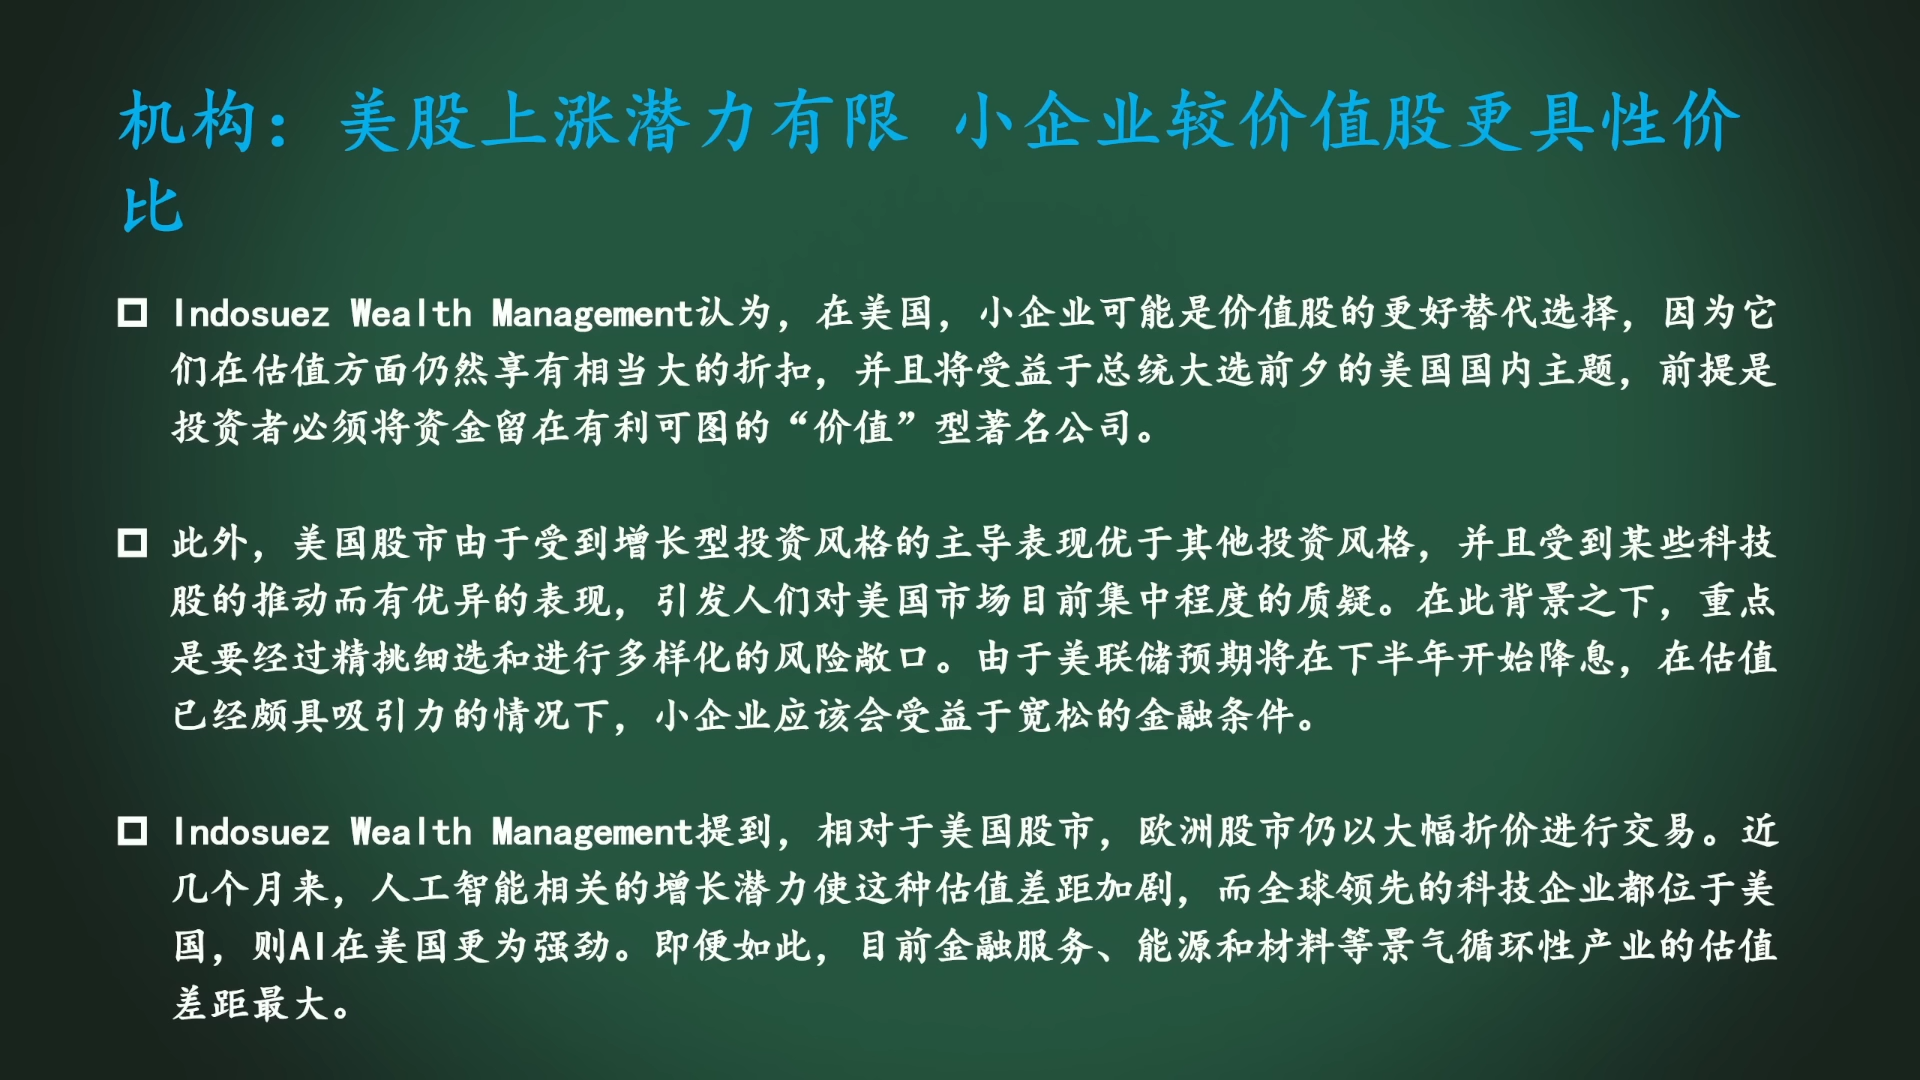 机构：美股上涨潜力有限 小企业较价值股更具性价
比
Indosuez Wealth Management认为，在美国，小企业可能是价值股的更好替代选择，因为它
们在估值方面仍然享有相当大的折扣，并且将受益于总统大选前夕的美国国内主题，前提是
投资者必须将资金留在有利可图的“价值”型著名公司。
此外，美国股市由于受到增长型投资风格的主导表现优于其他投资风格，并且受到某些科技
股的推动而有优异的表现，引发人们对美国市场目前集中程度的质疑。在此背景之下，重点
是要经过精挑细选和进行多样化的风险敞口。由于美联储预期将在下半年开始降息，在估值
已经颇具吸引力的情况下，小企业应该会受益于宽松的金融条件。
Indosuez Wealth Management提到，相对于美国股市，欧洲股市仍以大幅折价进行交易。近
几个月来，人工智能相关的增长潜力使这种估值差距加剧，而全球领先的科技企业都位于美
国，则AI在美国更为强劲。即便如此，目前金融服务、能源和材料等景气循环性产业的估值
差距最大。